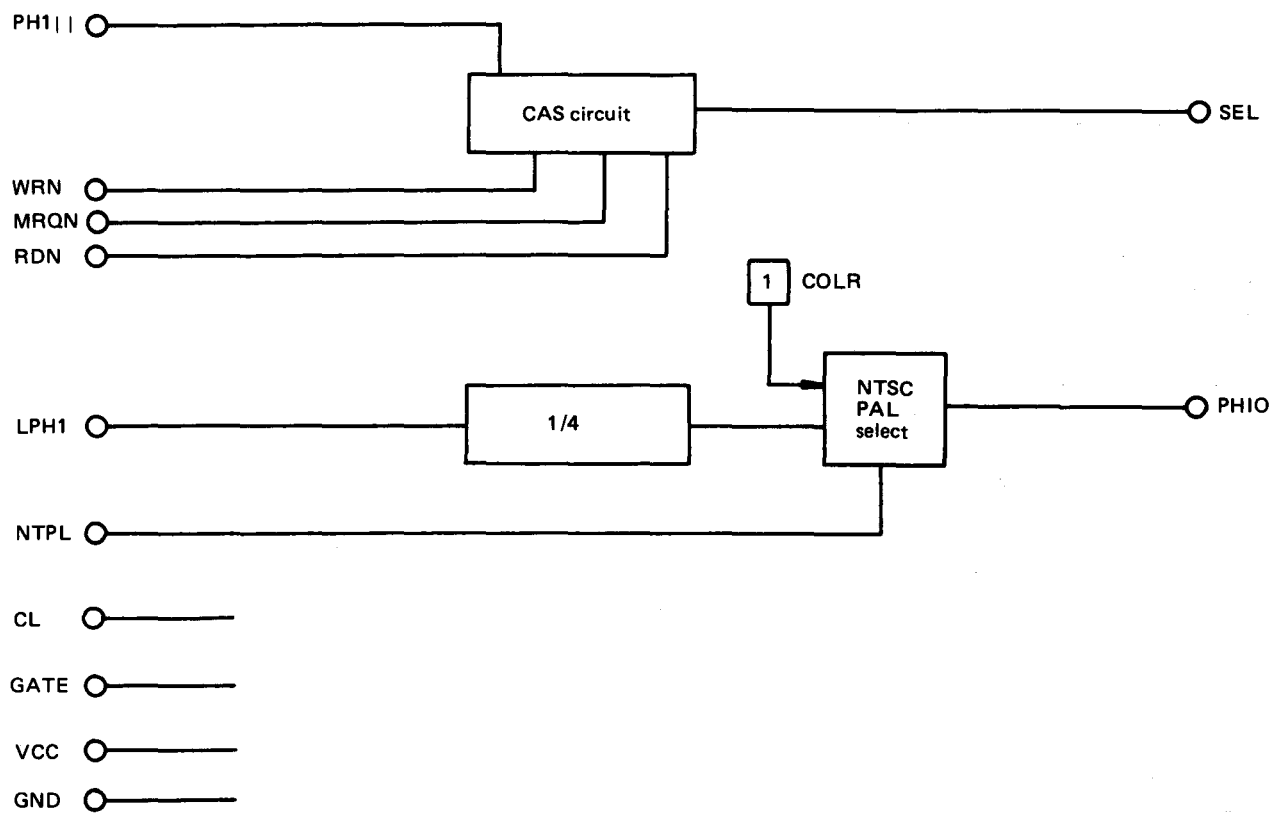 PH1||
CAS circuit
SEL
WRN
MRQN
RDN
1 COLR
NTSC
PAL
select
PHIO
LPH1
1/4
NTPL
CL
GATE
VCC
GND